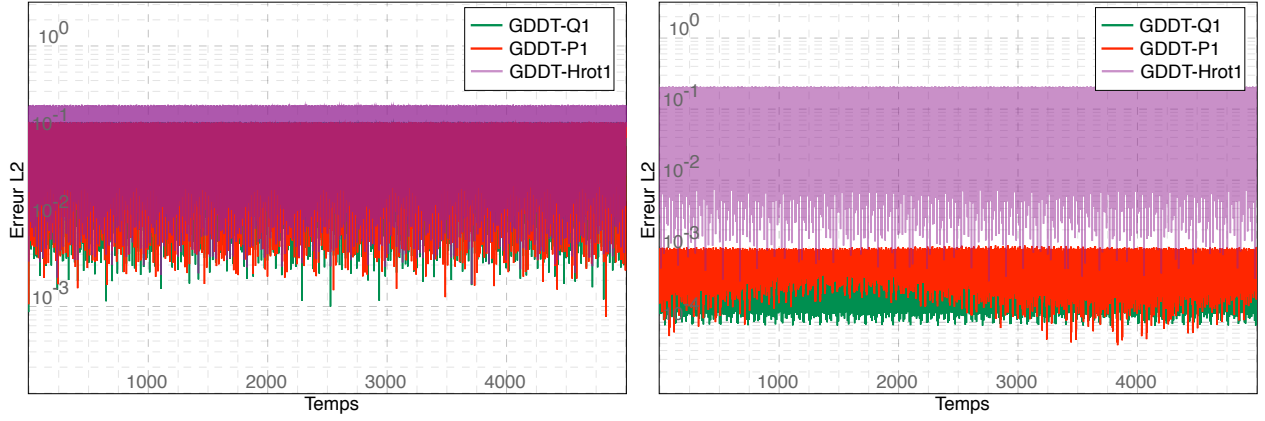 GDDT-Q1
GDDT-P1
GDDT-Hrot1
10^0
10^-1
10^-2
10^-3
Erreur L2
1000 2000 3000 4000
Temps
GDDT-Q1
GDDT-P1
GDDT-Hrot1
10^0
10^-1
10^-2
10^-3
Erreur L2
1000 2000 3000 4000
Temps